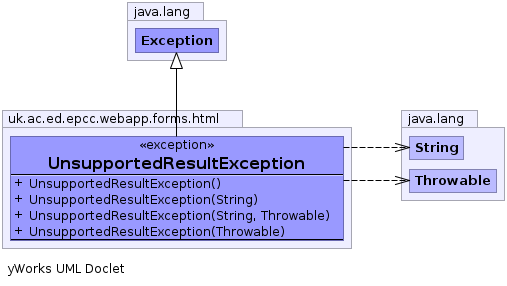 java.lang
Exception
uk.ac.ed.epcc.webapp.forms.html
java.lang
«exception»
UnsupportedResultException
String
Throwable
+ UnsupportedResultException()
+ UnsupportedResultException(String)
+ UnsupportedResultException(String, Throwable)
+ UnsupportedResultException(Throwable)
yWorks UML Doclet